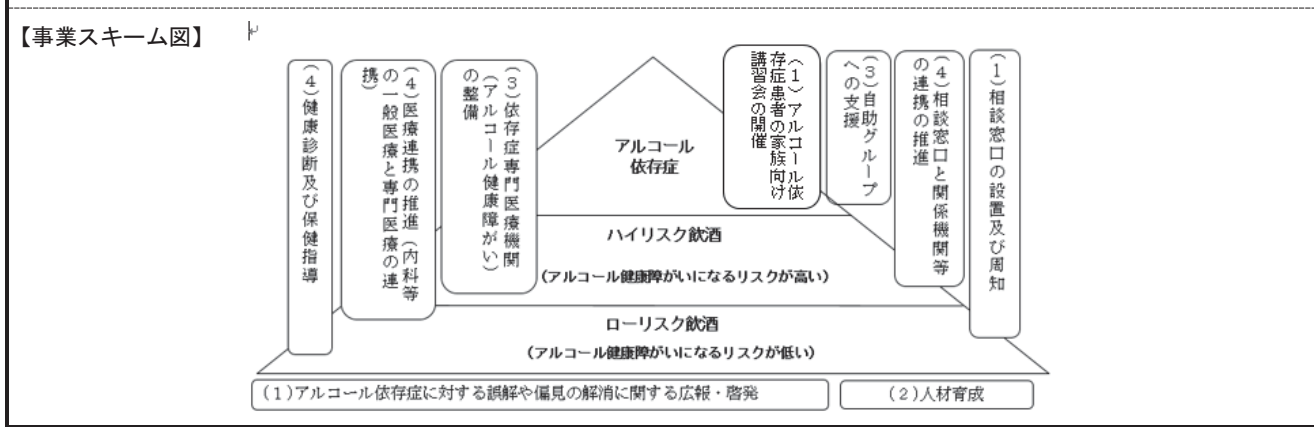 【事業スキーム図】
(4)健康診断及び保健指導
(4)医療連携の推進(内科等
の一般医療と専門医療の連
携)
(3)依存症専門医療機関
(アルコール健康障がい)
の整備
アルコール
依存症
(1)アルコール依
存症患者の家族向け
講習会の開催
(3)自助グループ
への支援
(4)相談窓口と関係機関等
の連携の推進
(1)相談窓口の設置及び周知
ハイリスク飲酒
(アルコール健康障がいになるリスクが高い)
ローリスク飲酒
(アルコール健康障がいになるリスクが低い)
(1)アルコール依存症に対する誤解や偏見の解消に関する広報・啓発
(2)人材育成